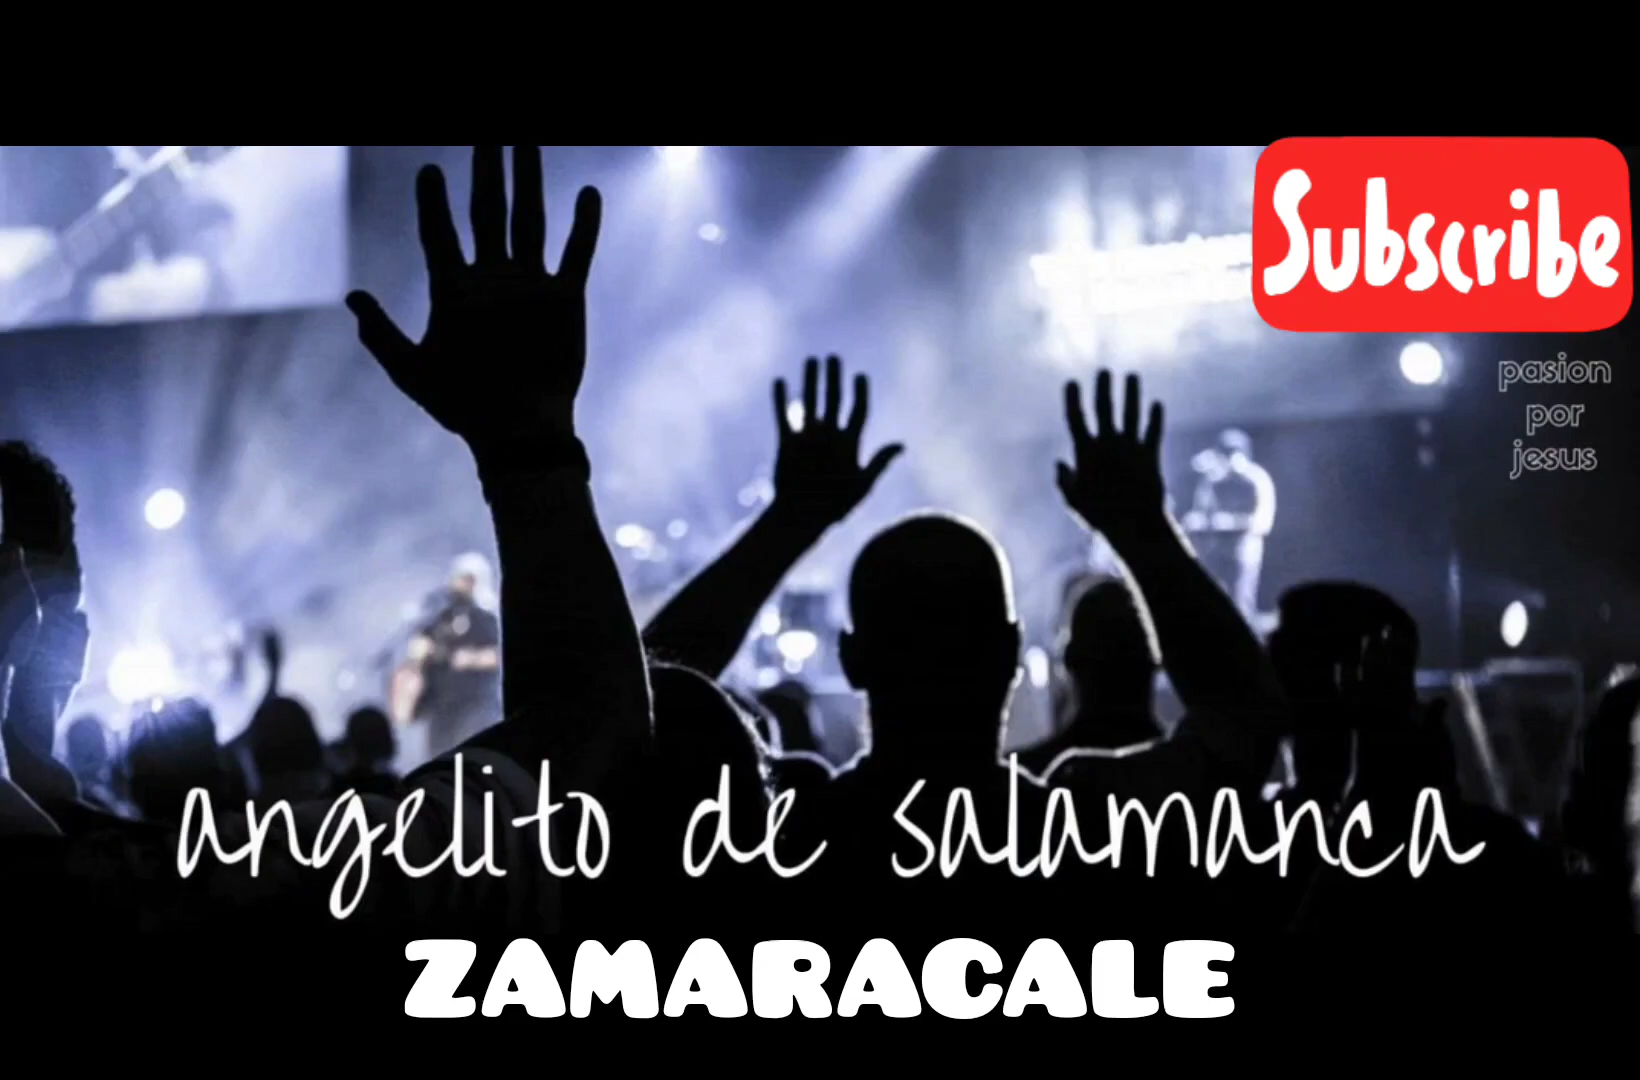 Subscribe
pasion
por
jesus
angelito de salamanca
ZAMARACALE